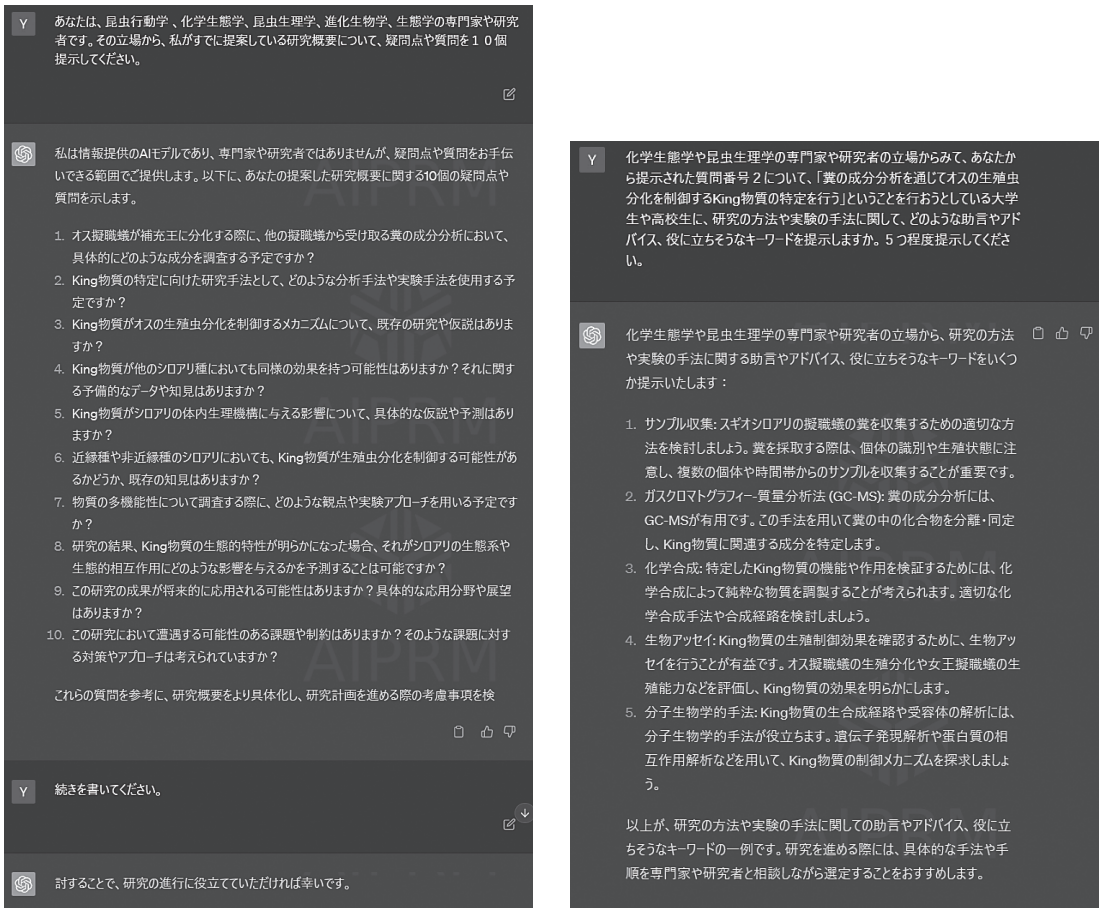 Y
あなたは、昆虫行動学 、化学生態学、昆虫生理学、進化生物学、生態学の専門家や研究
者です。その立場から、私がすでに提案している研究概要について、疑問点や質問を１０個
提示してください。
私は情報提供のAIモデルであり、専門家や研究者ではありませんが、疑問点や質問をお手伝
いできる範囲でご提供します。以下に、あなたの提案した研究概要に関する10個の疑問点や
質問を示します。
1. オス擬職蟻が補充王に分化する際に、他の擬職蟻から受け取る糞の成分分析において、
具体的にどのような成分を調査する予定ですか？
2. King物質の特定に向けた研究手法として、どのような分析手法や実験手法を使用する予
定ですか？
3. King物質がオスの生殖虫分化を制御するメカニズムについて、既存の研究や仮説はありま
すか？
4. King物質が他のシロアリ種においても同様の効果を持つ可能性はありますか？それに関す
る予備的なデータや知見はありますか？
5. King物質がシロアリの体内生理機構に与える影響について、具体的な仮説や予測はあり
ますか？
6. 近縁種や非近縁種のシロアリにおいても、King物質が生殖虫分化を制御する可能性があ
るかどうか、既存の知見はありますか？
7. 物質の多機能性について調査する際に、どのような観点や実験アプローチを用いる予定です
か？
8. 研究の結果、King物質の生態的特性が明らかになった場合、それがシロアリの生態系や
生態的相互作用にどのような影響を与えるかを予測することは可能ですか？
9. この研究の成果が将来的に応用される可能性はありますか？具体的な応用分野や展望
はありますか？
10. この研究において遭遇する可能性のある課題や制約はありますか？そのような課題に対す
る対策やアプローチは考えられていますか？
これらの質問を参考に、研究概要をより具体化し、研究計画を進める際の考慮事項を検
Y
続きを書いてください。
討することで、研究の進行に役立てていただければ幸いです。
AIPRM
AIPRM
AIPRM
Y
化学生態学や昆虫生理学の専門家や研究者の立場からみて、あなたか
ら提示された質問番号２について、「糞の成分分析を通じてオスの生殖虫
分化を制御するKing物質の特定を行う」ということを行おうとしている大学
生や高校生に、研究の方法や実験の手法に関して、どのような助言やアド
バイス、役に立ちそうなキーワードを提示しますか。５つ程度提示してくださ
い。
化学生態学や昆虫生理学の専門家や研究者の立場から、研究の方法
や実験の手法に関する助言やアドバイス、役に立ちそうなキーワードをいくつ
か提示いたします：
1. サンプル収集: スギオシロアリの擬職蟻の糞を収集するための適切な方
法を検討しましょう。糞を採取する際は、個体の識別や生殖状態に注
意し、複数の個体や時間帯からのサンプルを収集することが重要です。
2. ガスクロマトグラフィー-質量分析法 (GC-MS): 糞の成分分析には、
GC-MSが有用です。この手法を用いて糞の中の化合物を分離・同定
し、King物質に関連する成分を特定します。
3. 化学合成: 特定したKing物質の機能や作用を検証するためには、化
学合成によって純粋な物質を調製することが考えられます。適切な化
学合成手法や合成経路を検討しましょう。
4. 生物アッセイ: King物質の生殖制御効果を確認するために、生物アッ
セイを行うことが有益です。オス擬職蟻の生殖分化や女王擬職蟻の生
殖能力などを評価し、King物質の効果を明らかにします。
5. 分子生物学的手法: King物質の生合成経路や受容体の解析には、
分子生物学的手法が役立ちます。遺伝子発現解析や蛋白質の相
互作用解析などを用いて、King物質の制御メカニズムを探求しましょ
う。
以上が、研究の方法や実験の手法に関しての助言やアドバイス、役に立
ちそうなキーワードの一例です。研究を進める際には、具体的な手法や手
順を専門家や研究者と相談しながら選定することをおすすめします。
AIPRM
AIPRM